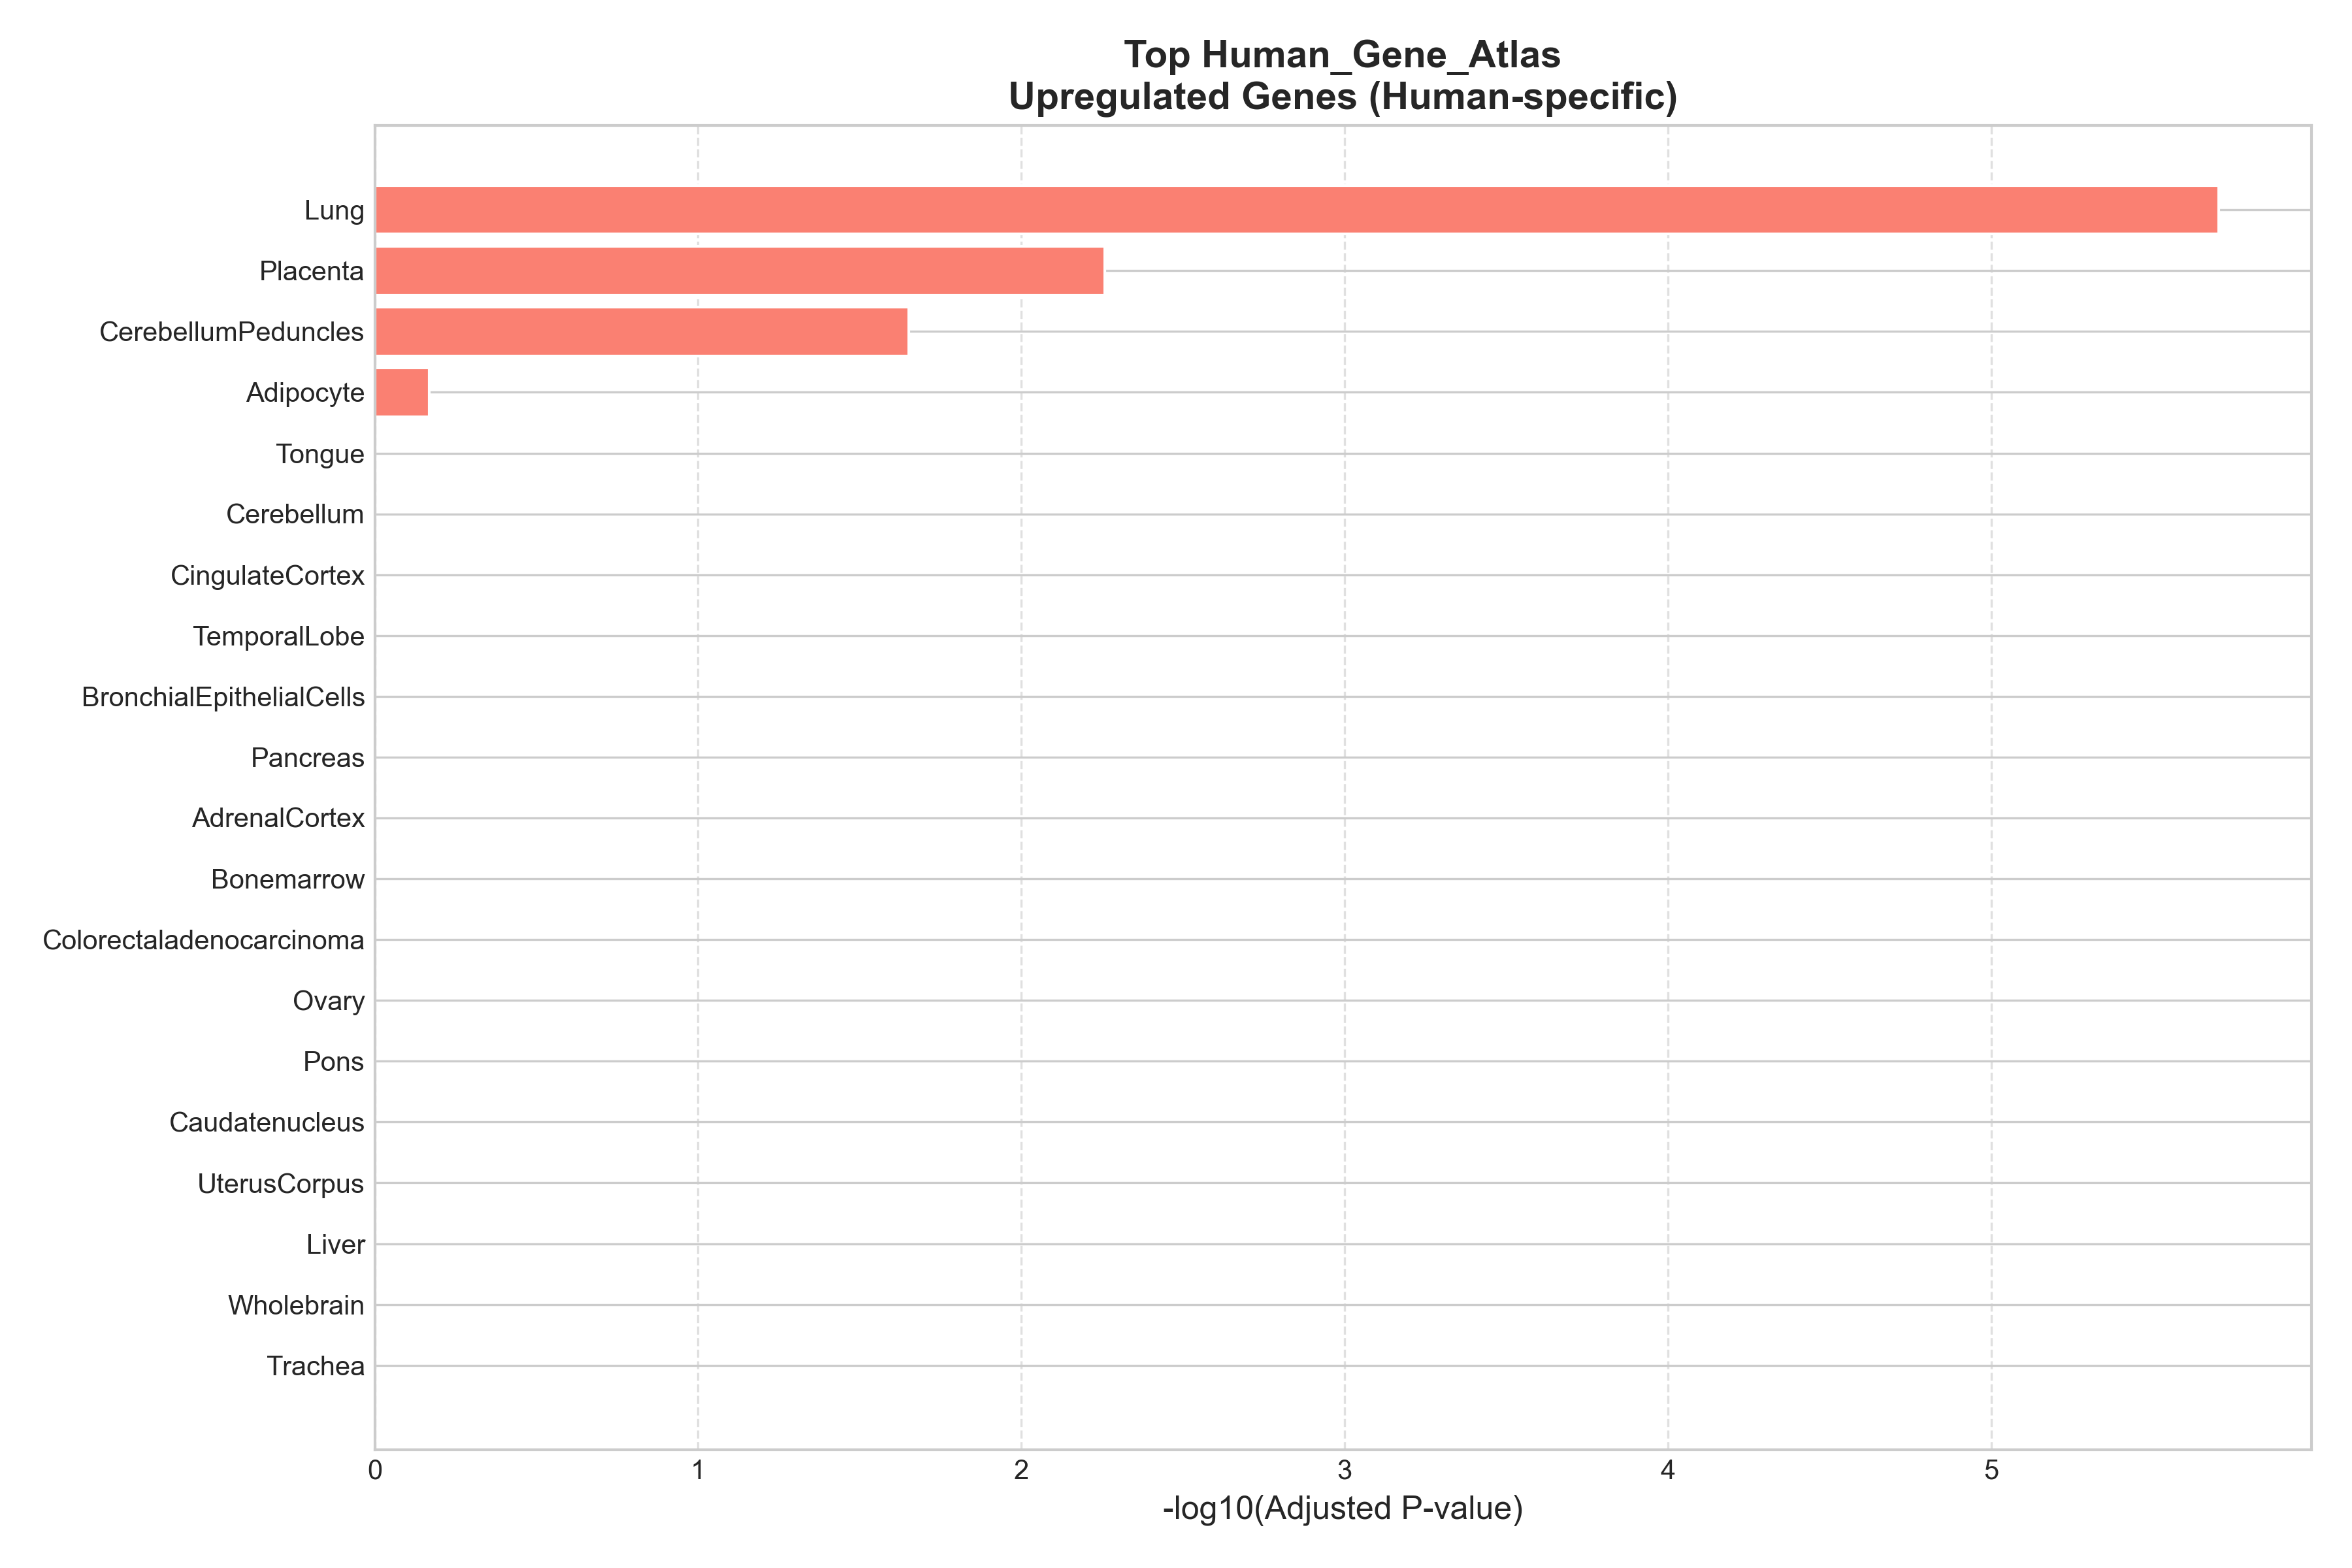 Top Human_Gene_Atlas
Upregulated Genes (Human-specific)
Lung
Placenta
CerebellumPeduncles
Adipocyte
Tongue
Cerebellum
CingulateCortex
TemporalLobe
BronchialEpithelialCells
Pancreas
AdrenalCortex
Bonemarrow
Colorectaladenocarcinoma
Ovary
Pons
Caudatenucleus
UterusCorpus
Liver
Wholebrain
Trachea
0 1 2 3 4 5
-log10(Adjusted P-value)